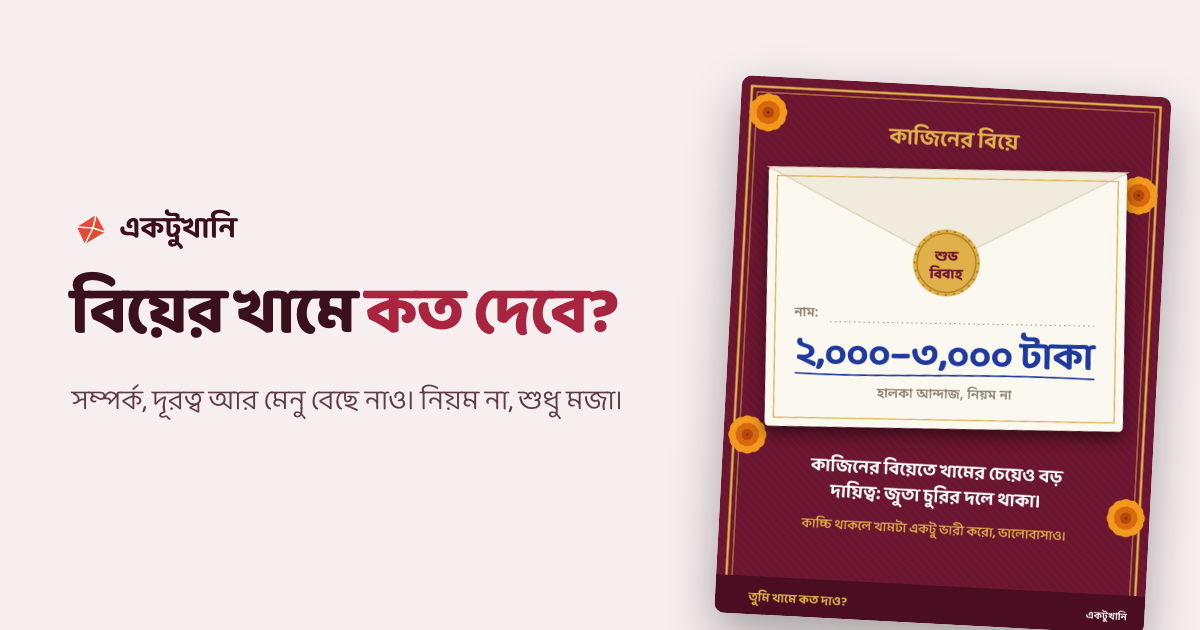 একটুখানি
বিয়ের খামে কত দেবে?
সম্পর্ক, দূরত্ব আর মেনু বেছে নাও। নিয়ম না, শুধু মজা।
কাজিনের বিয়ে
শুভ
বিবাহ
নাম:
২,০০০–৩,০০০ টাকা
হালকা আন্দাজ, নিয়ম না
কাজিনের বিয়েতে খামের চেয়েও বড়
দায়িত্ব: জুতা চুরির দলে থাকা।
কাচ্চি থাকলে খামটা একটু ভারী করো, ভালোবাসাও।
তুমি খামে কত দাও?
একটুখানি